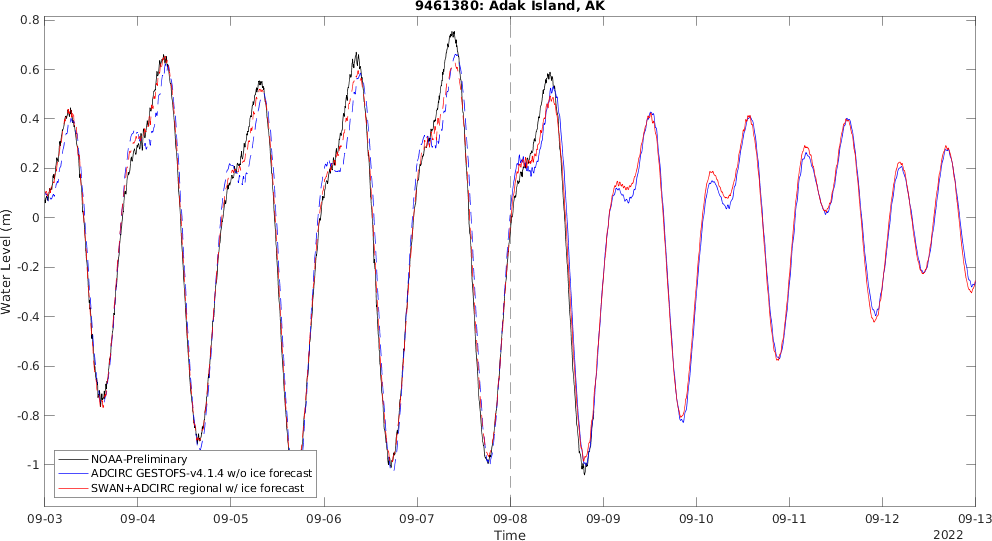 9461380: Adak Island, AK
0.8
0.6
0.4
0.2
0
-0.2
-0.4
-0.6
-0.8
-1
Water Level (m)
NOAA-Preliminary
ADCIRC GESTOFS-v4.1.4 w/o ice forecast
SWAN+ADCIRC regional w/ ice forecast
09-03 09-04 09-05 09-06 09-07 09-08 09-09 09-10 09-11 09-12 09-13
Time
2022